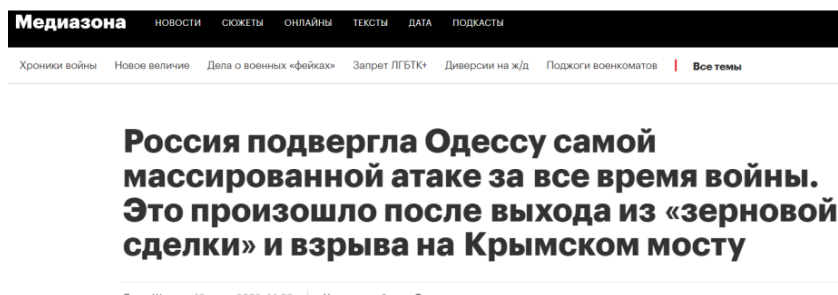 Медиазона НОВОСТИ СЮЖЕТЫ ОНЛАЙНЫ ТЕКСТЫ ДАТА ПОДКАСТЫ
Хроники войны Новое величие Дела о военных «фейках» Запрет ЛГБТК+ Диверсии на ж/д Поджоги военкоматов Все темы
Россия подвергла Одессу самой
массированной атаке за все время войны.
Это произошло после выхода из «зерновой
сделки» и взрыва на Крымском мосту